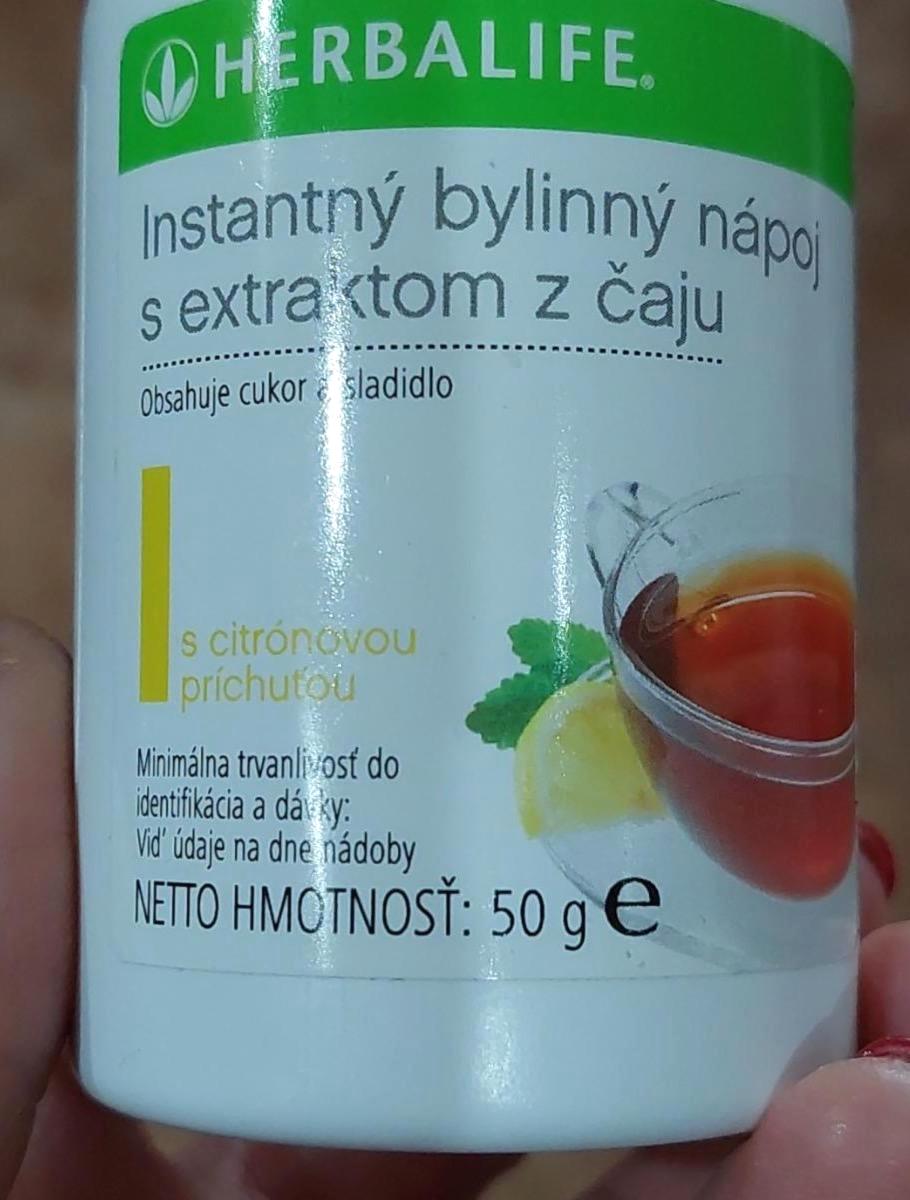 HERBALIFE®
Instantný bylinný nápoj
s extraktom z čaju
Obsahuje cukor a sladidlo
s citrónovou
príchuťou
Minimálna trvanlivosť do
identifikácia a dávky:
Viď údaje na dne nádoby
NETTO HMOTNOSŤ: 50 g e